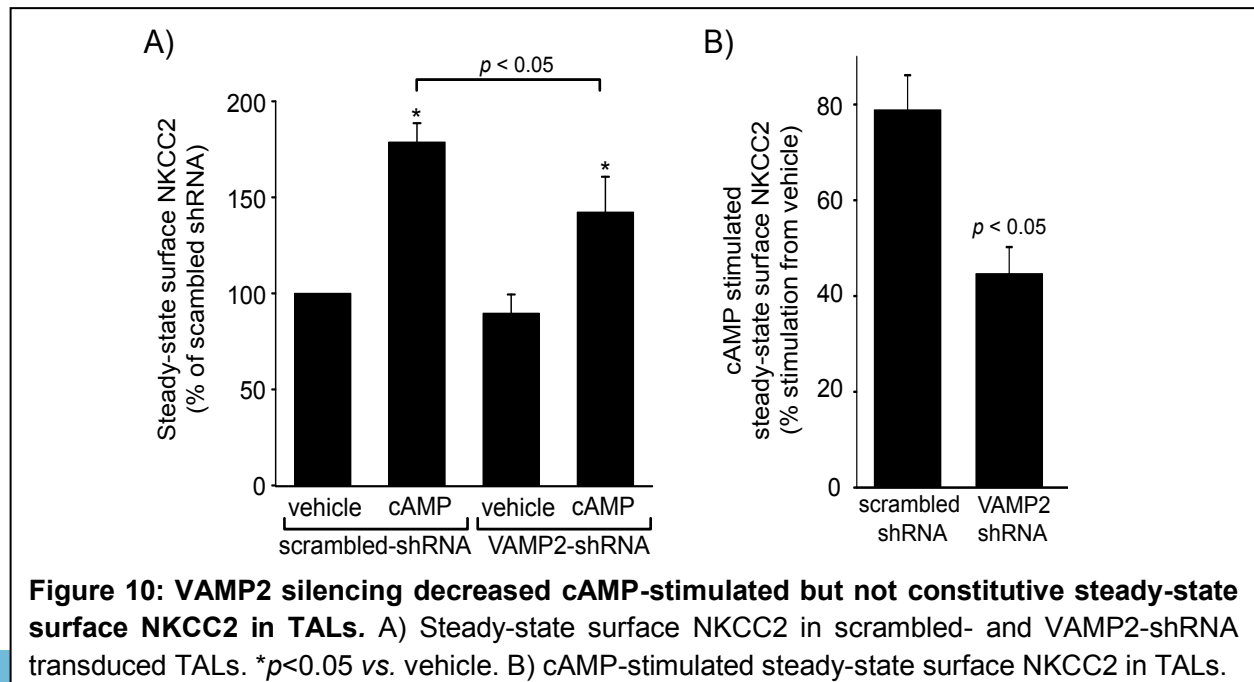 A)
p < 0.05
Steady-state surface NKCC2
(% of scambled shRNA)
200
150
100
50
0
*
*
vehicle cAMP vehicle cAMP
scrambled-shRNA VAMP2-shRNA
B)
cAMP stimulated
steady-state surface NKCC2
(% stimulation from vehicle)
80
60
40
20
0
p < 0.05
scrambled VAMP2
shRNA shRNA
Figure 10: VAMP2 silencing decreased cAMP-stimulated but not constitutive steady-state
surface NKCC2 in TALs. A) Steady-state surface NKCC2 in scrambled- and VAMP2-shRNA
transduced TALs. *p<0.05 vs. vehicle. B) cAMP-stimulated steady-state surface NKCC2 in TALs.